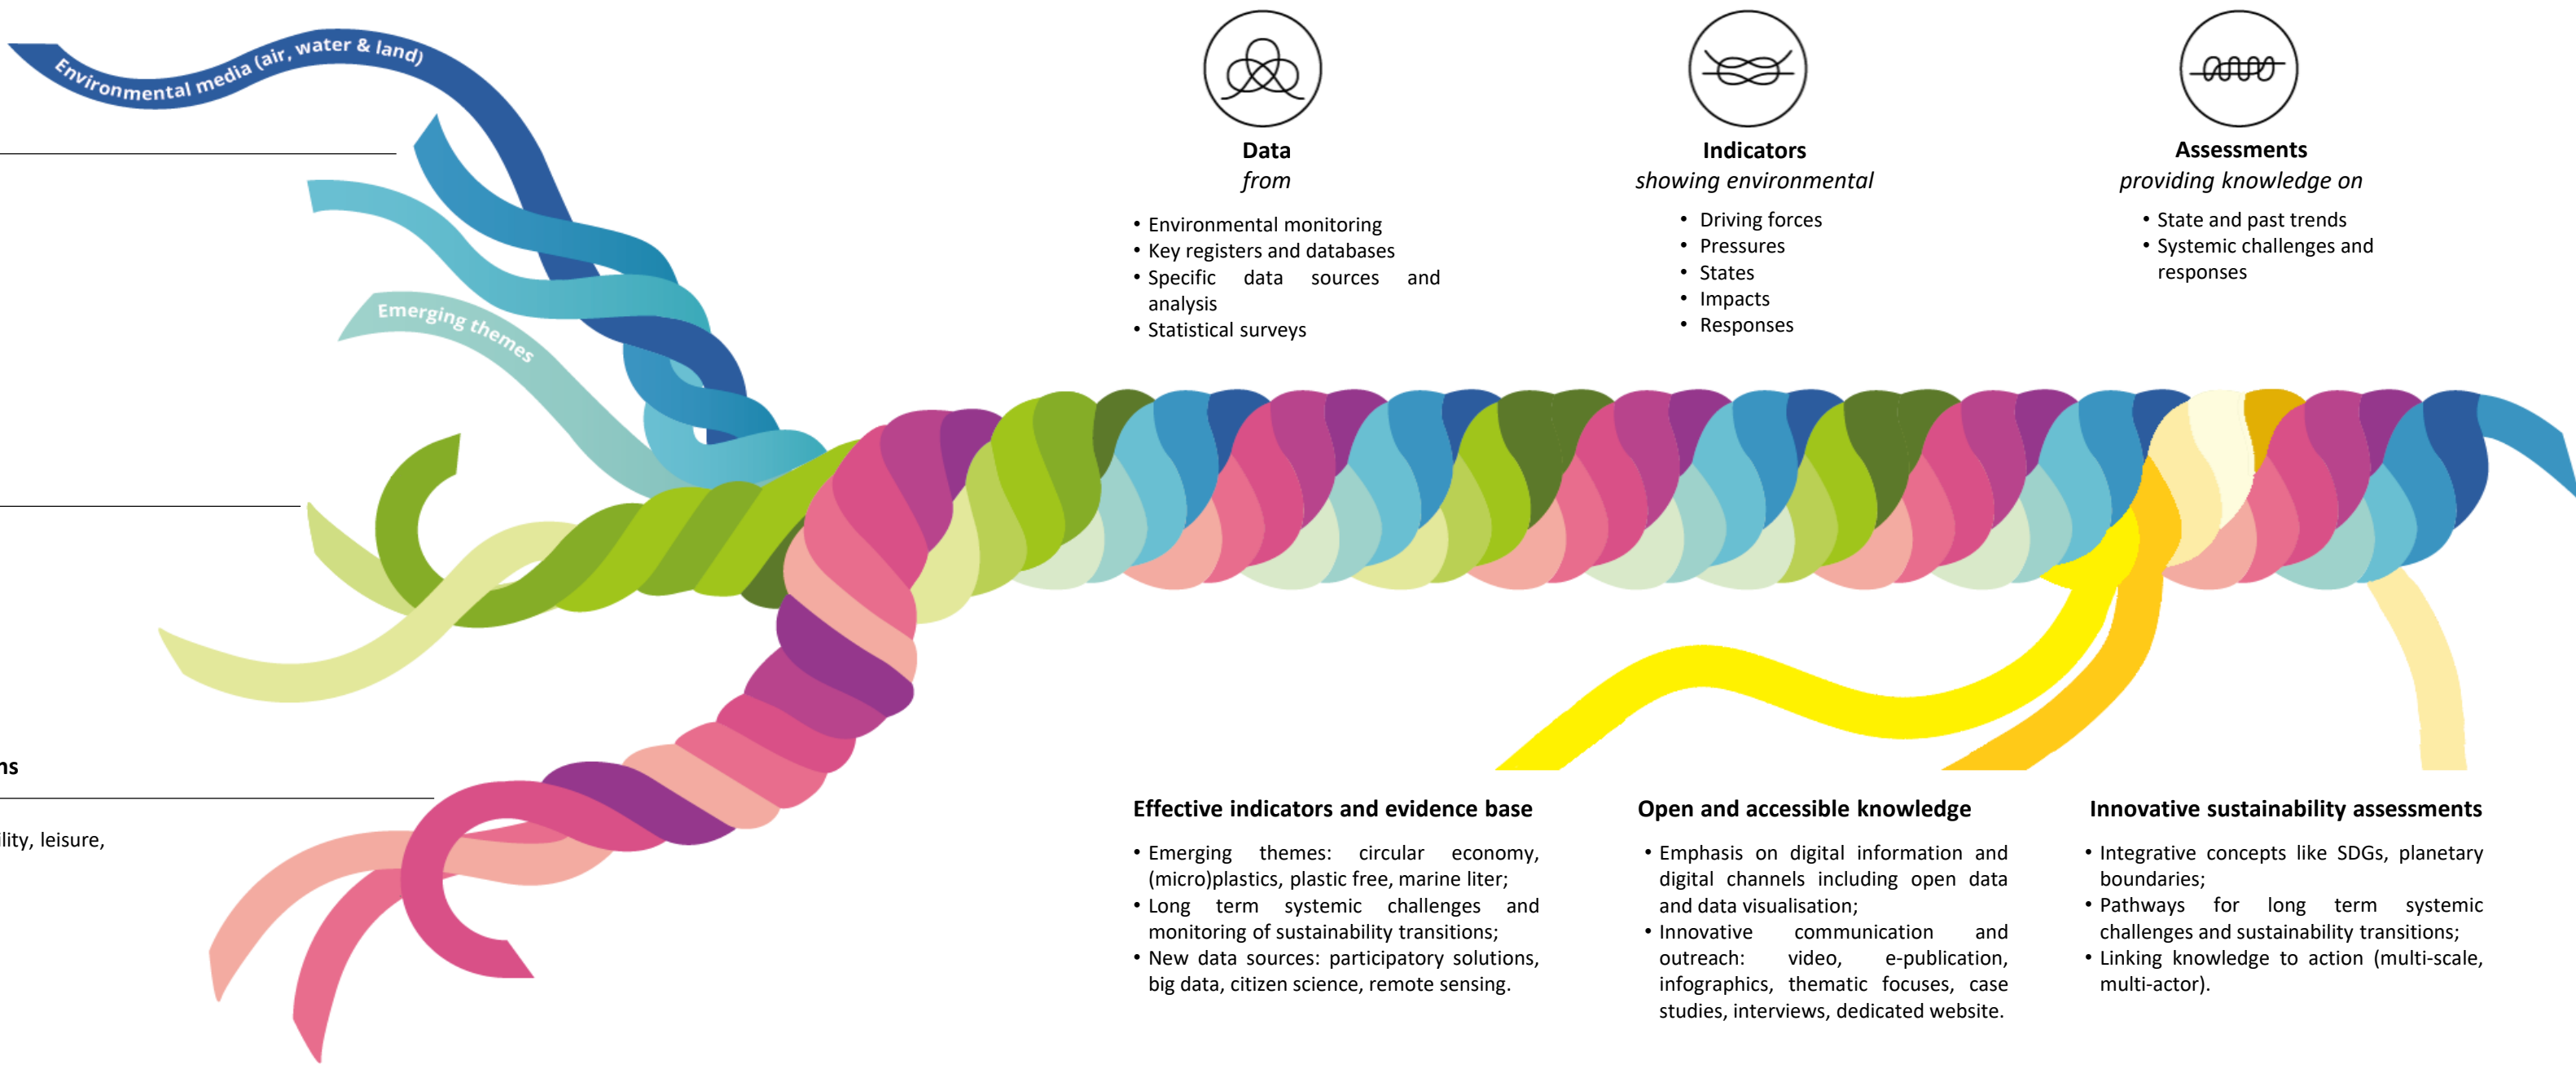 Environmental media (air, water & land)
Emerging themes
ns
ility, leisure,
Data
from
• Environmental monitoring
• Key registers and databases
• Specific data sources and
analysis
• Statistical surveys
Indicators
showing environmental
• Driving forces
• Pressures
• States
• Impacts
• Responses
Assessments
providing knowledge on
• State and past trends
• Systemic challenges and
responses
Effective indicators and evidence base
• Emerging themes: circular economy,
(micro)plastics, plastic free, marine liter;
• Long term systemic challenges and
monitoring of sustainability transitions;
• New data sources: participatory solutions,
big data, citizen science, remote sensing.
Open and accessible knowledge
• Emphasis on digital information and
digital channels including open data
and data visualisation;
• Innovative communication and
outreach: video, e-publication,
infographics, thematic focuses, case
studies, interviews, dedicated website.
Innovative sustainability assessments
• Integrative concepts like SDGs, planetary
boundaries;
• Pathways for long term systemic
challenges and sustainability transitions;
• Linking knowledge to action (multi-scale,
multi-actor).